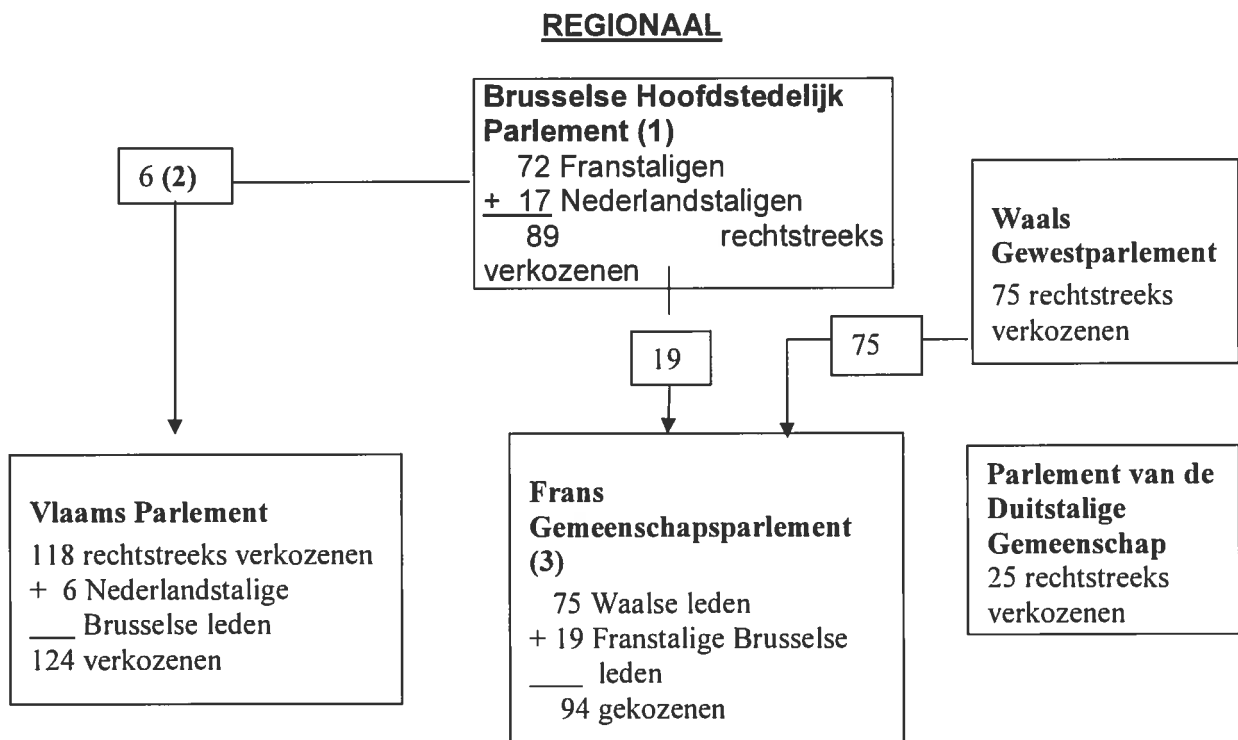 REGIONAAL
Brusselse Hoofdstedelijk
Parlement (1)
72 Franstaligen
+ 17 Nederlandstaligen
89 rechtstreeks
verkozenen
6 (2)
Waals
Gewestparlement
75 rechtstreeks
verkozenen
19
75
Vlaams Parlement
118 rechtstreeks verkozenen
+ 6 Nederlandstalige
Brusselse leden
124 verkozenen
Frans
Gemeenschapsparlement
(3)
75 Waalse leden
+ 19 Franstalige Brusselse
leden
94 gekozenen
Parlement van de
Duitstalige
Gemeenschap
25 rechtstreeks
verkozenen